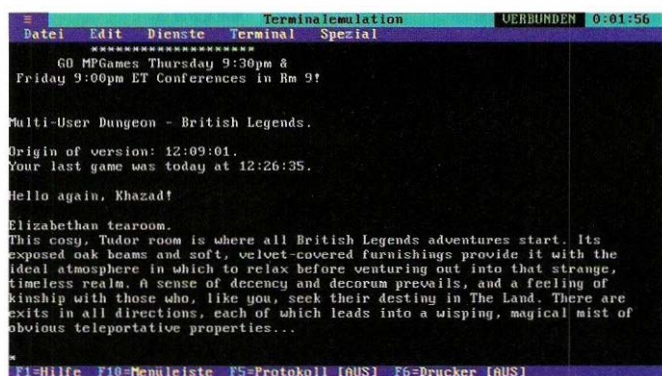 ≡ Terminalemulation VERBUNDEN 0:01:56
Datei Edit Dienste Terminal Spezial
********************
GO MPGames Thursday 9:30pm &
Friday 9:00pm ET Conferences in Rm 9!
Multi-User Dungeon - British Legends.
Origin of version: 12:09:01.
Your last game was today at 12:26:35.
Hello again, Khazad!
Elizabethan tearoom.
This cosy, Tudor room is where all British Legends adventures start. Its
exposed oak beams and soft, velvet-covered furnishings provide it with the
ideal atmosphere in which to relax before venturing out into that strange,
timeless realm. A sense of decency and decorum prevails, and a feeling of
kinship with those who, like you, seek their destiny in The Land. There are
exits in all directions, each of which leads into a wisping, magical mist of
obvious teleportative properties...
*
F1=Hilfe F10=Menüleiste F5=Protokoll [AUS] F6=Drucker [AUS]